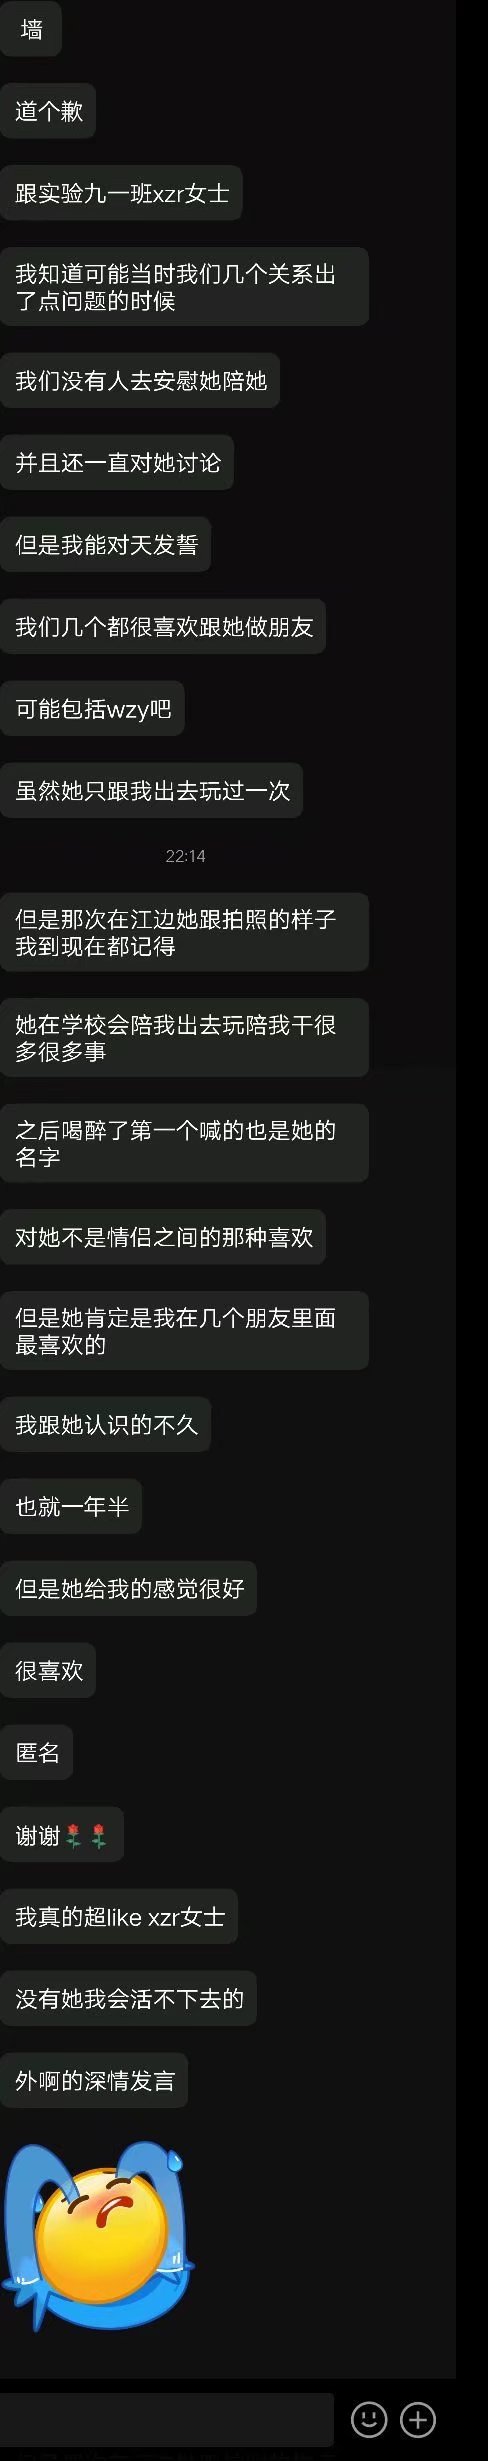 墙
道个歉
跟实验九一班xzr女士
我知道可能当时我们几个关系出
了点问题的时候
我们没有人去安慰她陪她
并且还一直对她讨论
但是我能对天发誓
我们几个都很喜欢跟她做朋友
可能包括wzy吧
虽然她只跟我出去玩过一次
22:14
但是那次在江边她跟拍照的样子
我到现在都记得
她在学校会陪我出去玩陪我干很
多很多事
之后喝醉了第一个喊的也是她的
名字
对她不是情侣之间的那种喜欢
但是她肯定是我在几个朋友里面
最喜欢的
我跟她认识的不久
也就一年半
但是她给我的感觉很好
很喜欢
匿名
谢谢🌹🌹
我真的超like xzr女士
没有她我会活不下去的
外啊的深情发言